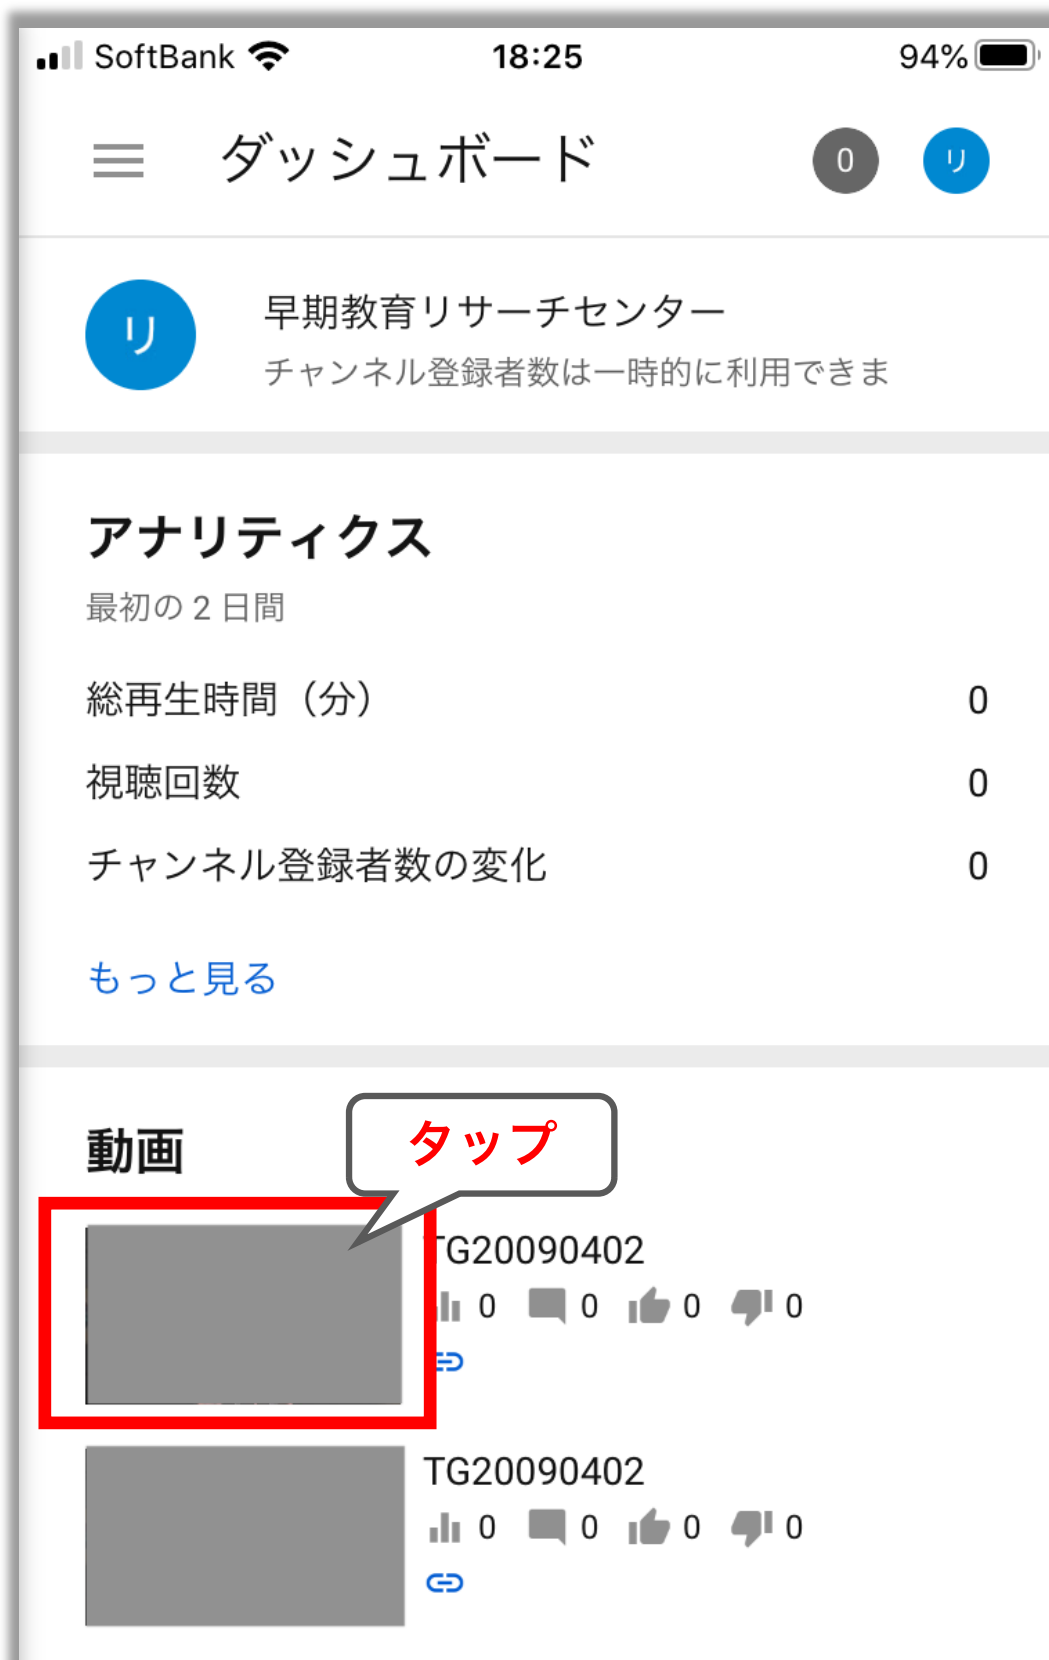 SoftBank 18:25 94%
ダッシュボード 0 リ
リ 早期教育リサーチセンター
チャンネル登録者数は一時的に利用できま
アナリティクス
最初の 2 日間
総再生時間（分） 0
視聴回数 0
チャンネル登録者数の変化 0
もっと見る
動画
タップ
TG20090402
0 0 0 0
TG20090402
0 0 0 0